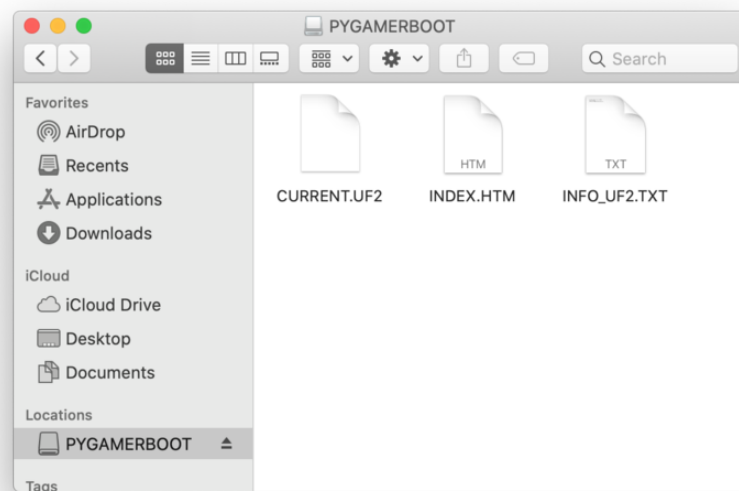 PYGAMERBOOT
Search
Favorites
AirDrop
Recents
Applications
Downloads
iCloud
iCloud Drive
Desktop
Documents
Locations
PYGAMERBOOT
Tags
HTM
TXT
CURRENT.UF2
INDEX.HTM
INFO_UF2.TXT